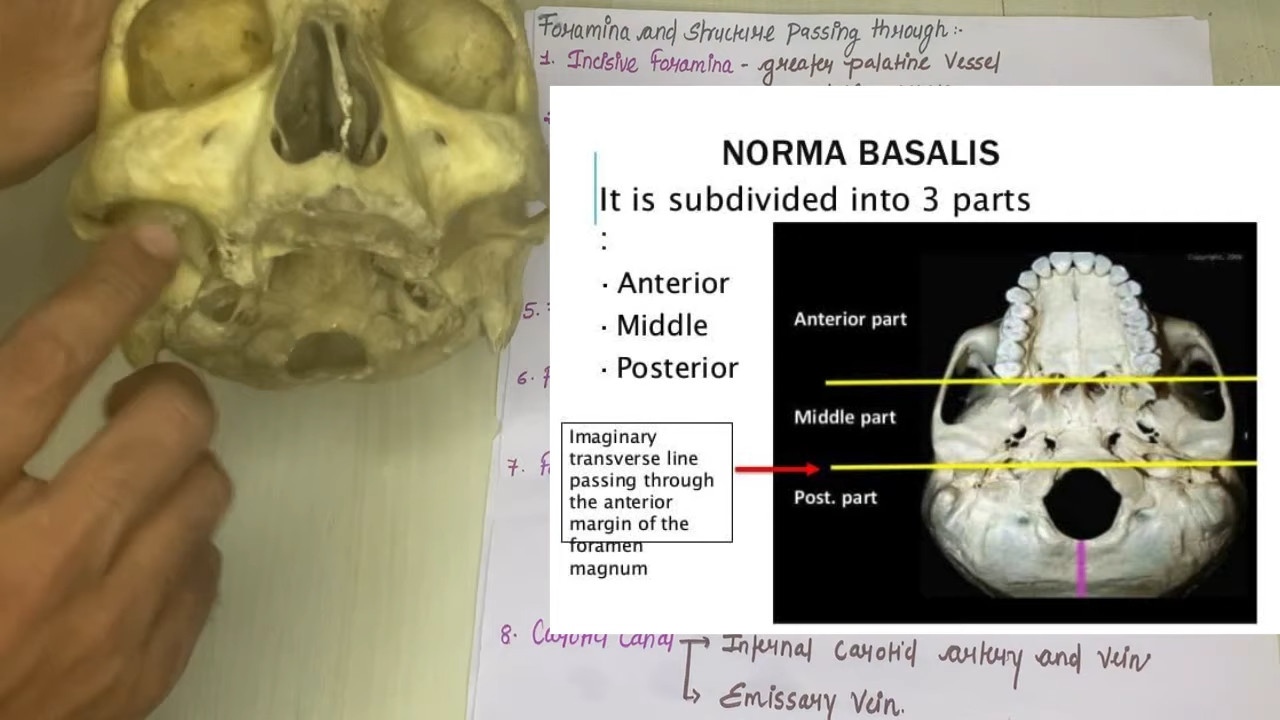 Foramina and Structure Passing through:-
1. Incisive Foramina - greater palatine Vessel
NORMA BASALIS
It is subdivided into 3 parts
:
· Anterior
· Middle
· Posterior
Anterior part
Middle part
Post. part
Imaginary
transverse line
passing through
the anterior
margin of the
foramen
magnum
5.
6.
7.
8. Carotid Canal → Internal Carotid artery and vein
↳ Emissary Vein.